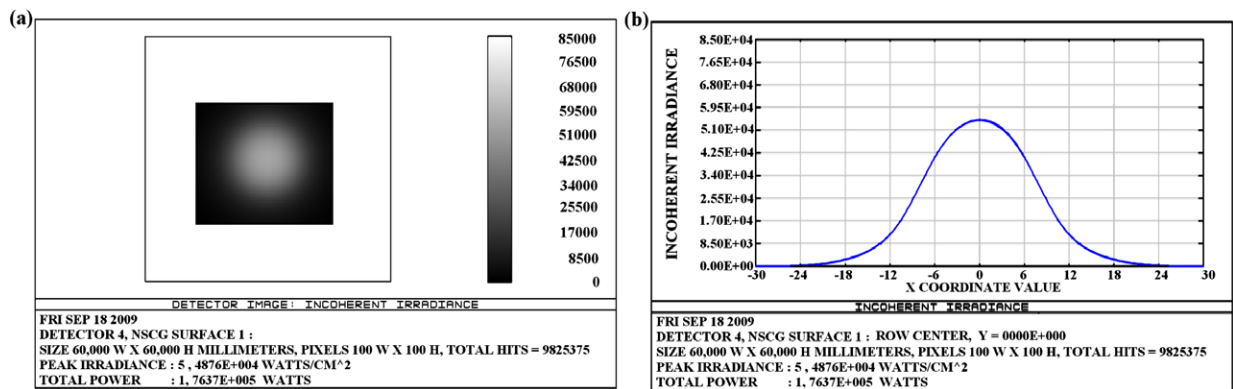 (a)
85000
76500
68000
59500
51000
42500
34000
25500
17000
8500
0
DETECTOR IMAGE: INCOHERENT IRRADIANCE
FRI SEP 18 2009
DETECTOR 4, NSCG SURFACE 1 :
SIZE 60,000 W X 60,000 H MILLIMETERS, PIXELS 100 W X 100 H, TOTAL HITS = 9825375
PEAK IRRADIANCE : 5 , 4876E+004 WATTS/CM^2
TOTAL POWER : 1, 7637E+005 WATTS
(b)
INCOHERENT IRRADIANCE
8.50E+04
7.65E+04
6.80E+04
5.95E+04
5.10E+04
4.25E+04
3.40E+04
2.55E+04
1.70E+04
8.50E+03
0.00E+00
-30 -24 -18 -12 -6 0 6 12 18 24 30
X COORDINATE VALUE
INCOHERENT IRRADIANCE
FRI SEP 18 2009
DETECTOR 4, NSCG SURFACE 1 : ROW CENTER, Y = 0000E+000
SIZE 60,000 W X 60,000 H MILLIMETERS, PIXELS 100 W X 100 H, TOTAL HITS = 9825375
PEAK IRRADIANCE : 5 , 4876E+004 WATTS/CM^2
TOTAL POWER : 1, 7637E+005 WATTS